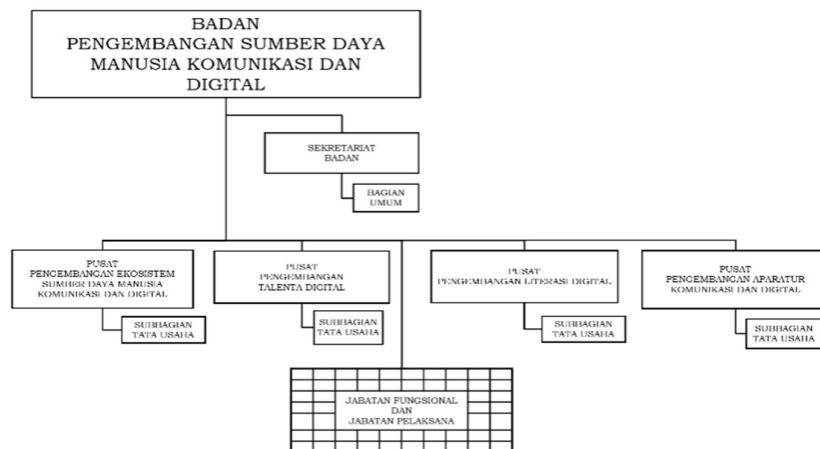 BADAN
PENGEMBANGAN SUMBER DAYA
MANUSIA KOMUNIKASI DAN
DIGITAL
SEKRETARIAT
BADAN
BAGIAN
UMUM
PUSAT
PENGEMBANGAN EKOSISTEM
SUMBER DAYA MANUSIA
KOMUNIKASI DAN DIGITAL
SUBBAGIAN
TATA USAHA
PUSAT
PENGEMBANGAN
TALENTA DIGITAL
SUBBAGIAN
TATA USAHA
PUSAT
PENGEMBANGAN LITERASI DIGITAL
SUBBAGIAN
TATA USAHA
PUSAT
PENGEMBANGAN APARATUR
KOMUNIKASI DAN DIGITAL
SUBBAGIAN
TATA USAHA
JABATAN FUNGSIONAL
DAN
JABATAN PELAKSANA